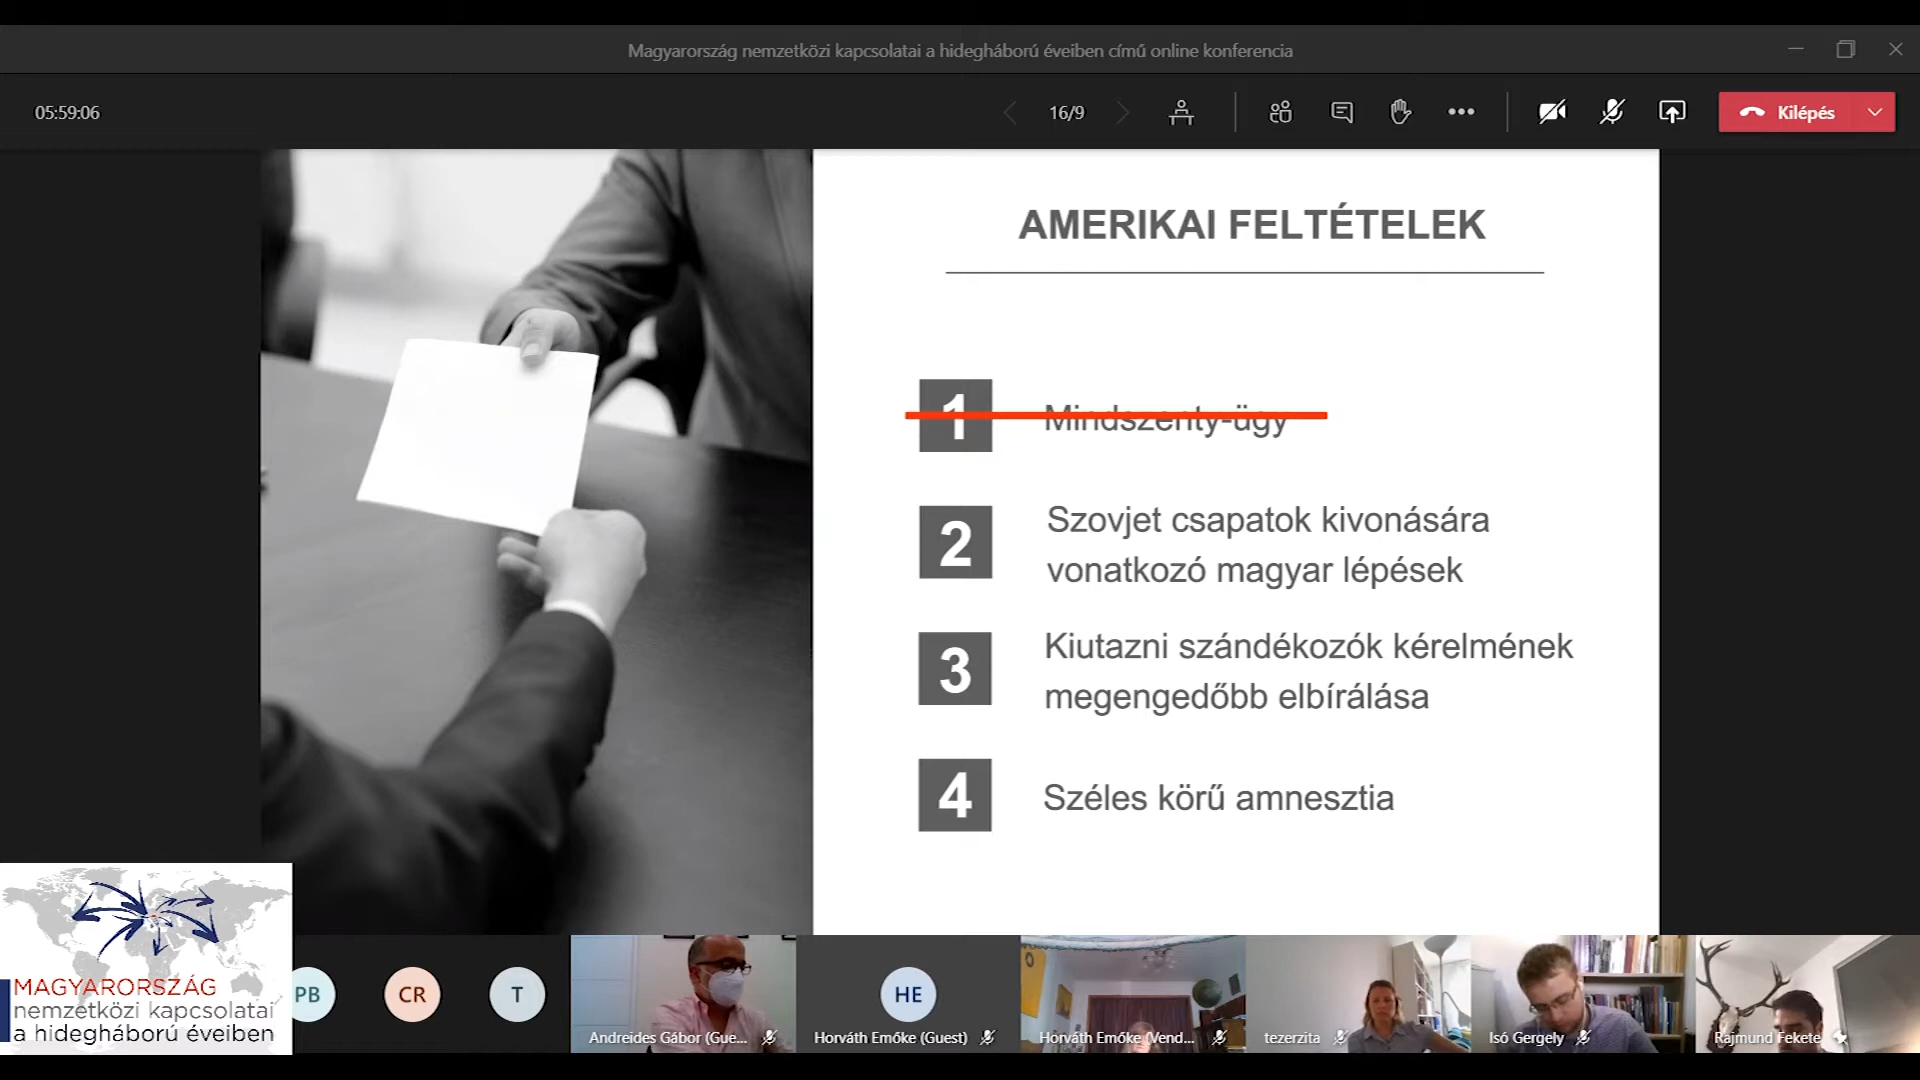 Magyarország nemzetközi kapcsolatai a hidegháború éveiben című online konferencia
05:59:06
16/9
Kilépés
AMERIKAI FELTÉTELEK
1 Mindszenty-ügy
2 Szovjet csapatok kivonására
vonatkozó magyar lépések
3 Kiutazni szándékozók kérelmének
megengedőbb elbírálása
4 Széles körű amnesztia
MAGYARORSZÁG
nemzetközi kapcsolatai
a hidegháború éveiben
PB
CR
T
HE
Andreides Gábor (Gue...
Horváth Emőke (Guest)
Horváth Emőke (Vend...
tezerzita
Isó Gergely
Rajmund Fekete